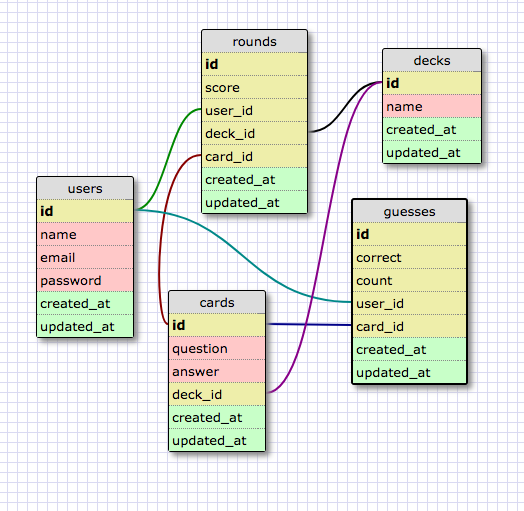 rounds
id
score
user_id
deck_id
card_id
created_at
updated_at
decks
id
name
created_at
updated_at
users
id
name
email
password
created_at
updated_at
guesses
id
correct
count
user_id
card_id
created_at
updated_at
cards
id
question
answer
deck_id
created_at
updated_at